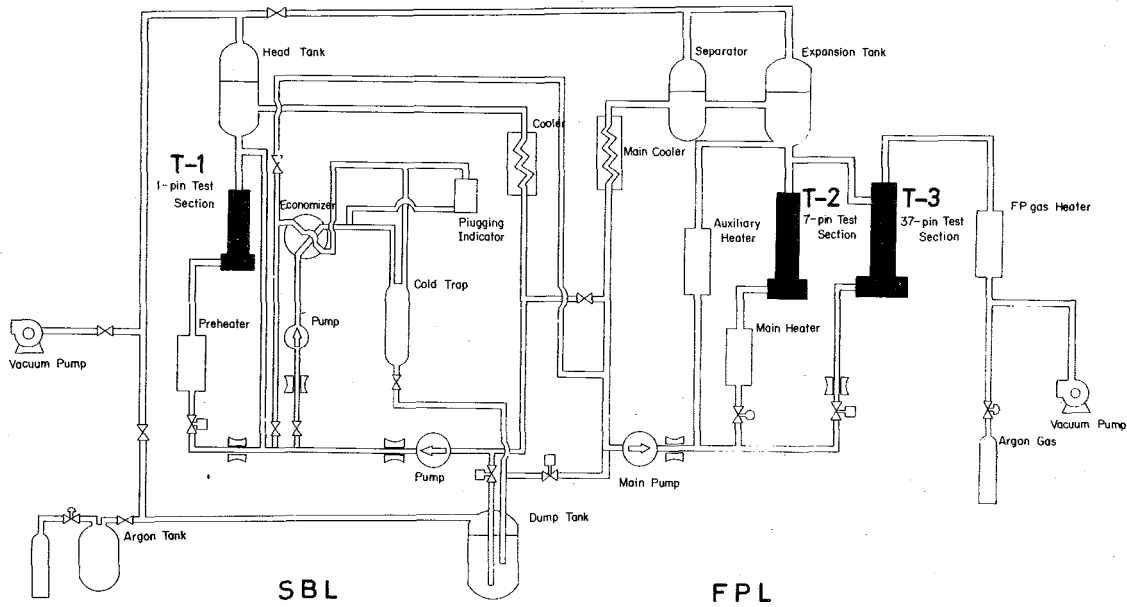 Head Tank
Separator
Expansion Tank
Cooler
Main Cooler
T-1
1-pin Test
Section
Economizer
Plugging
Indicator
T-2
7-pin Test
Section
T-3
37-pin Test
Section
FP gas Heater
Auxiliary
Heater
Cold Trap
Preheater
Pump
Main Heater
Vacuum Pump
Vacuum Pump
Argon Gas
Pump
Main Pump
Argon Tank
Dump Tank
SBL
FPL